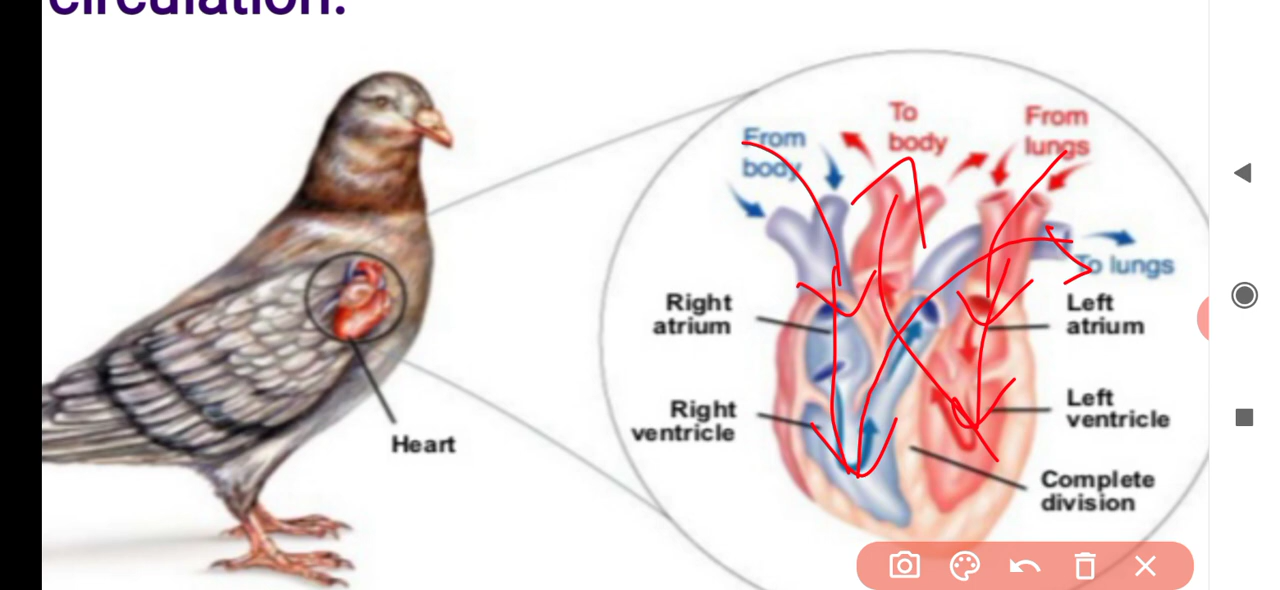 circulation.
From
body
To
body
From
lungs
To lungs
Right
atrium
Left
atrium
Right
ventricle
Left
ventricle
Heart
Complete
division